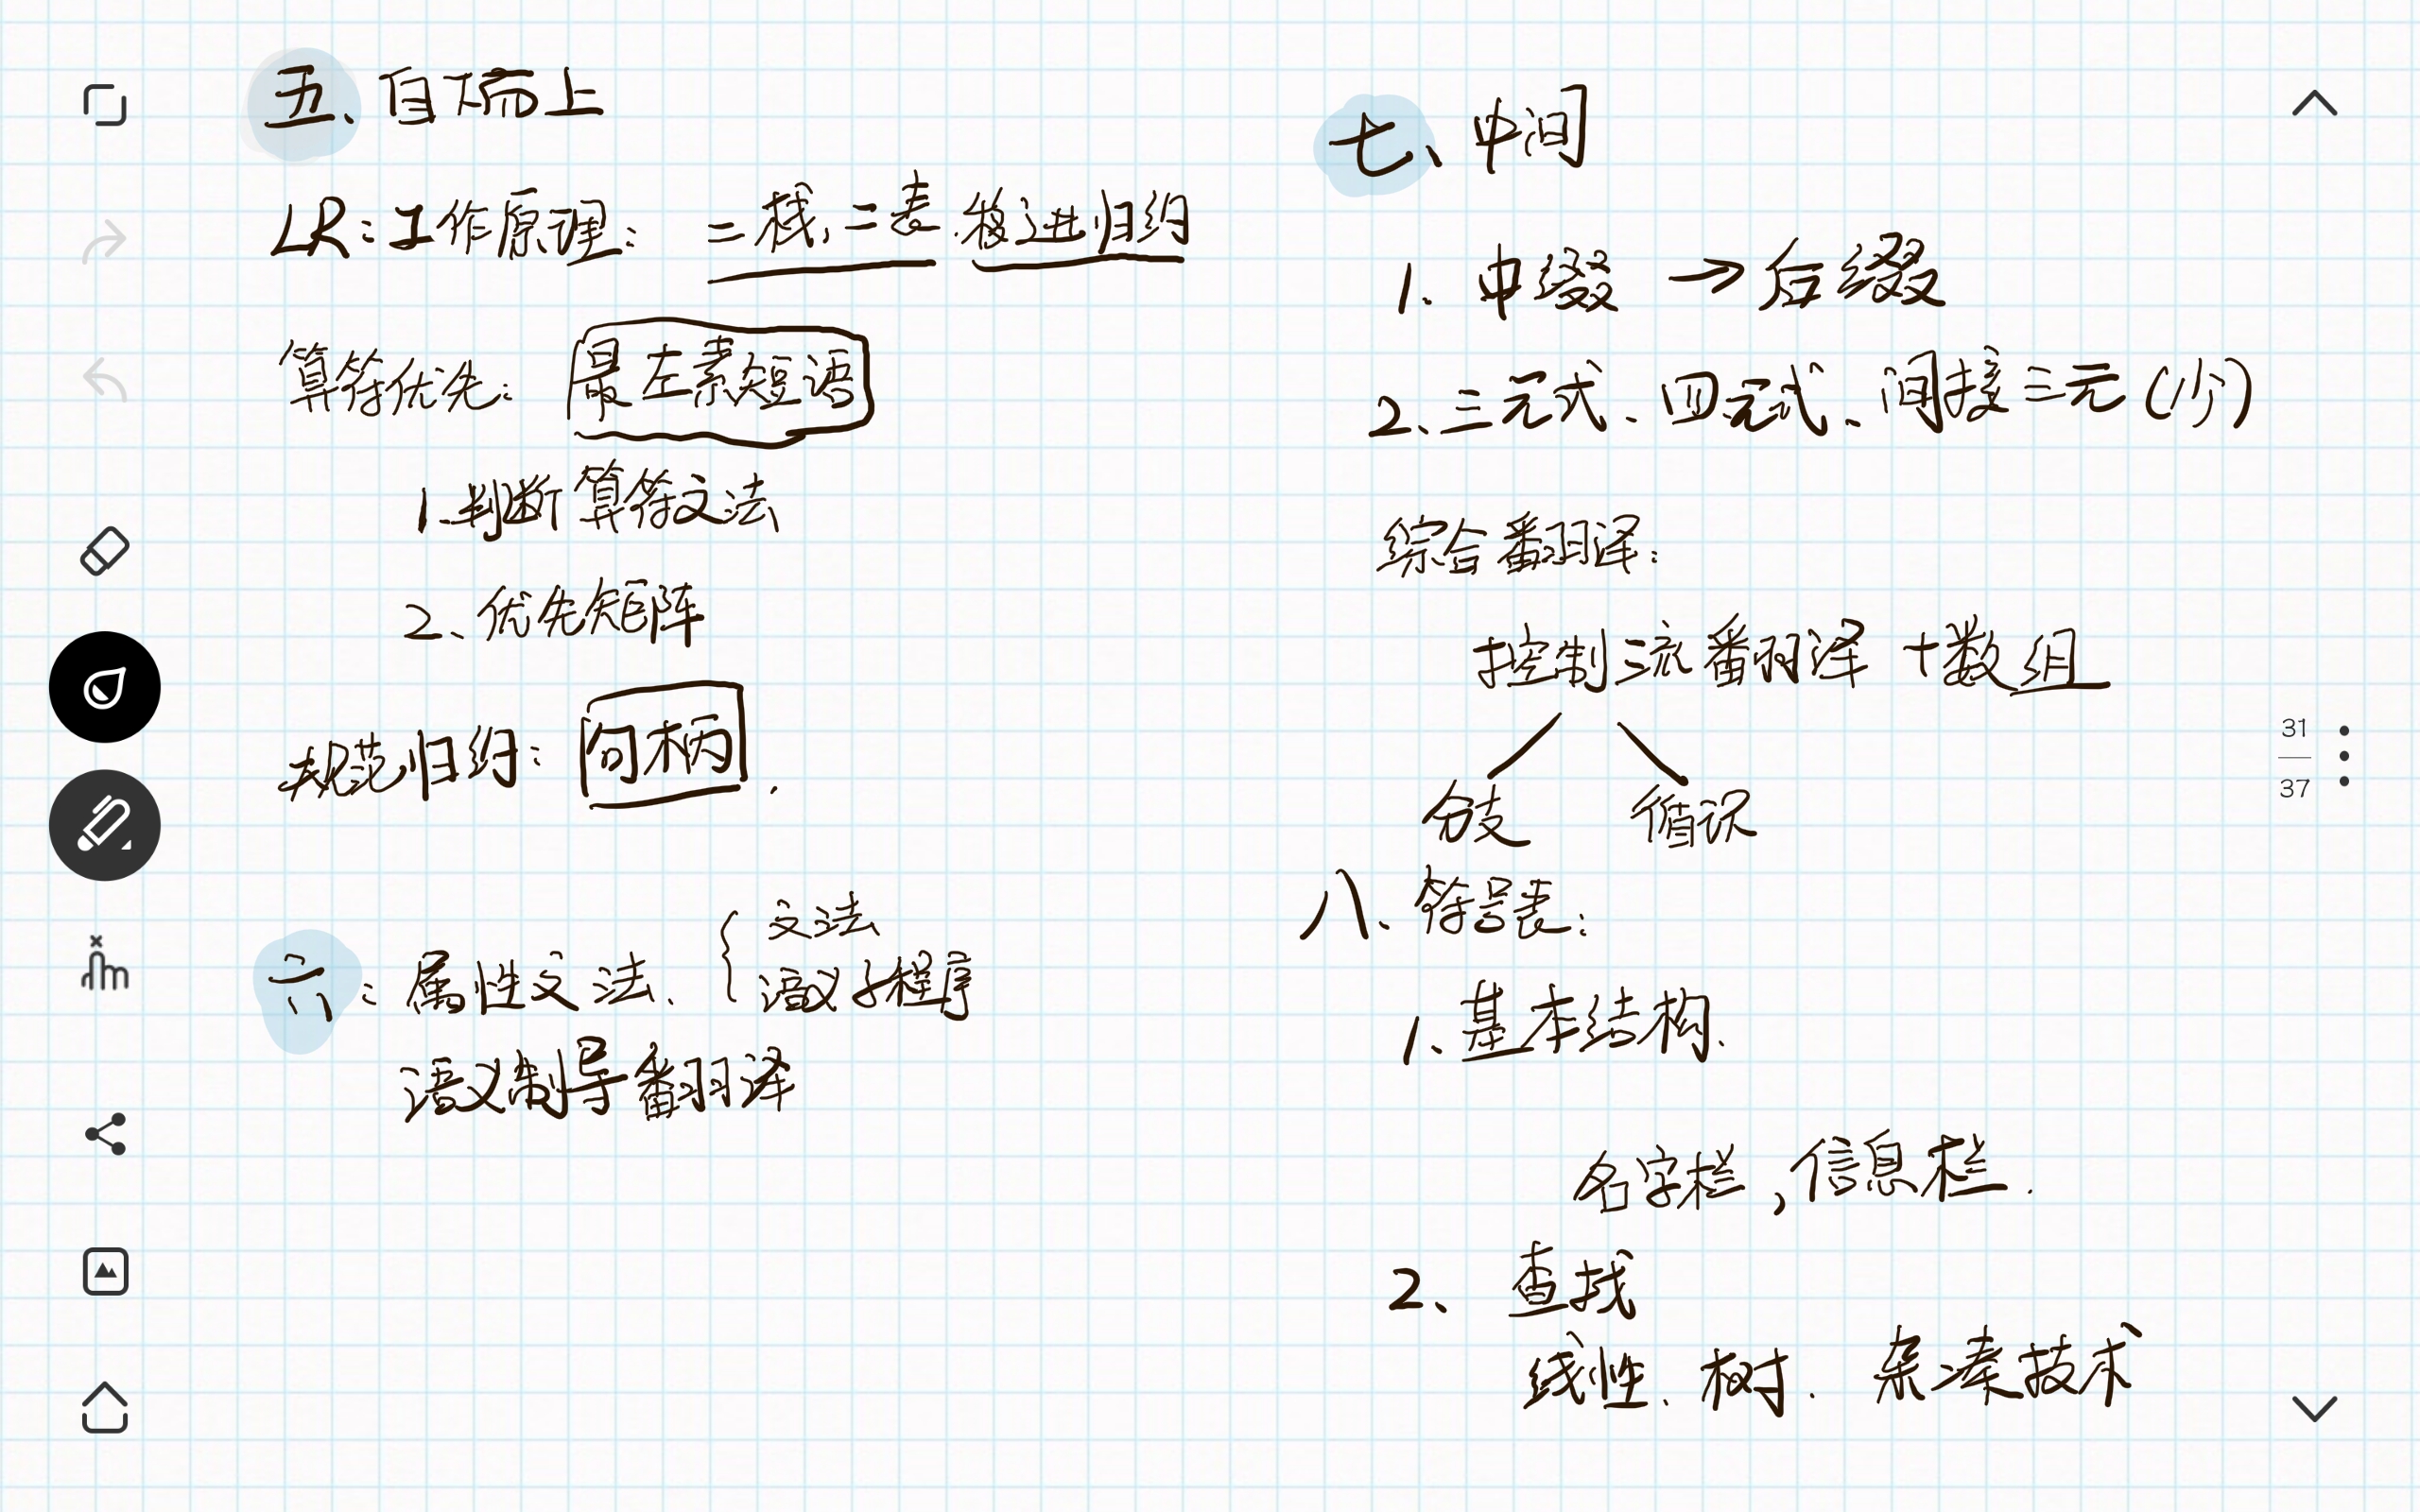 五、自下而上
LR：工作原理：二栈，二表.移进归约
算符优先：最左素短语
1.判断算符文法
2、优先矩阵
规范归约：句柄.
六：属性文法、{文法
语义子程序
语义制导翻译
七、中间
1. 中缀 → 后缀
2、三元式、四元式、间接三元(1分)
综合翻译：
控制流翻译 + 数组
分支 循识
八、符号表：
1、基本结构.
名字栏，信息栏.
2、查找
线性、树. 杂凑技术
31
37